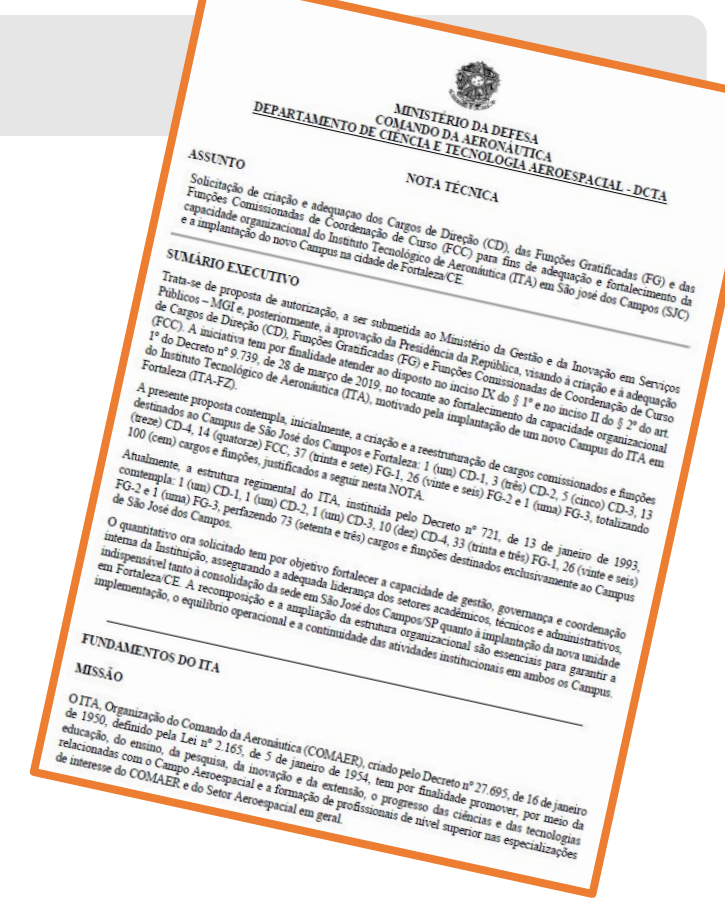 MINISTÉRIO DA DEFESA
COMANDO DA AERONÁUTICA
DEPARTAMENTO DE CIÊNCIA E TECNOLOGIA AEROESPACIAL - DCTA
NOTA TÉCNICA
ASSUNTO
Solicitação de criação e adequaçao dos Cargos de Direção (CD), das Funções Gratificadas (FG) e das
Funções Comissionadas de Coordenação de Curso (FCC) para fins de adequação e fortalecimento da
capacidade organizacional do Instituto Tecnológico de Aeronáutica (ITA) em São josé dos Campos (SJC)
e a implantação do novo Campus na cidade de Fortaleza/CE.
SUMÁRIO EXECUTIVO
Trata-se de proposta de autorização, a ser submetida ao Ministério da Gestão e da Inovação em Serviços
Públicos – MGI e, posteriormente, à aprovação da Presidência da República, visando à criação e à adequação
de Cargos de Direção (CD), Funções Gratificadas (FG) e Funções Comissionadas de Coordenação de Curso
(FCC). A iniciativa tem por finalidade atender ao disposto no inciso IX do § 1º e no inciso II do § 2º do art.
1º do Decreto nº 9.739, de 28 de março de 2019, no tocante ao fortalecimento da capacidade organizacional
do Instituto Tecnológico de Aeronáutica (ITA), motivado pela implantação de um novo Campus do ITA em
Fortaleza (ITA-FZ).
A presente proposta contempla, inicialmente, a criação e a reestruturação de cargos comissionados e funções
destinados ao Campus de São José dos Campos e Fortaleza: 1 (um) CD-1, 3 (três) CD-2, 5 (cinco) CD-3, 13
(treze) CD-4, 14 (quatorze) FCC, 37 (trinta e sete) FG-1, 26 (vinte e seis) FG-2 e 1 (uma) FG-3, totalizando
100 (cem) cargos e funções, justificados a seguir nesta NOTA.
Atualmente, a estrutura regimental do ITA, instituída pelo Decreto nº 721, de 13 de janeiro de 1993,
comtempla: 1 (um) CD-1, 1 (um) CD-2, 1 (um) CD-3, 10 (dez) CD-4, 33 (trinta e três) FG-1, 26 (vinte e seis)
FG-2 e 1 (uma) FG-3, perfazendo 73 (setenta e três) cargos e funções destinados exclusivamente ao Campus
de São José dos Campos.
O quantitativo ora solicitado tem por objetivo fortalecer a capacidade de gestão, governança e coordenação
interna da Instituição, assegurando a adequada liderança dos setores acadêmicos, técnicos e administrativos,
indispensável tanto à consolidação da sede em São José dos Campos/SP quanto à implantação da nova unidade
em Fortaleza/CE. A recomposição e a ampliação da estrutura organizacional são essenciais para garantir a
implementação, o equilíbrio operacional e a continuidade das atividades institucionais em ambos os Campus.
FUNDAMENTOS DO ITA
MISSÃO
O ITA, Organização do Comando da Aeronáutica (COMAER), criado pelo Decreto nº 27.695, de 16 de janeiro
de 1950, definido pela Lei nº 2.165, de 5 de janeiro de 1954, tem por finalidade promover, por meio da
educação, do ensino, da pesquisa, da inovação e da extensão, o progresso das ciências e das tecnologias
relacionadas com o Campo Aeroespacial e a formação de profissionais de nível superior nas especializações
de interesse do COMAER e do Setor Aeroespacial em geral.